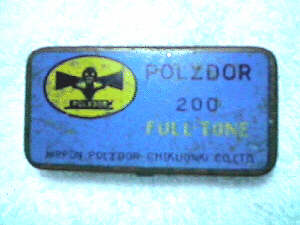 POLZDOR
POLZDOR
200
FULL TONE
NIPPON POLZDOR CHIKUONKI CO. LTD.